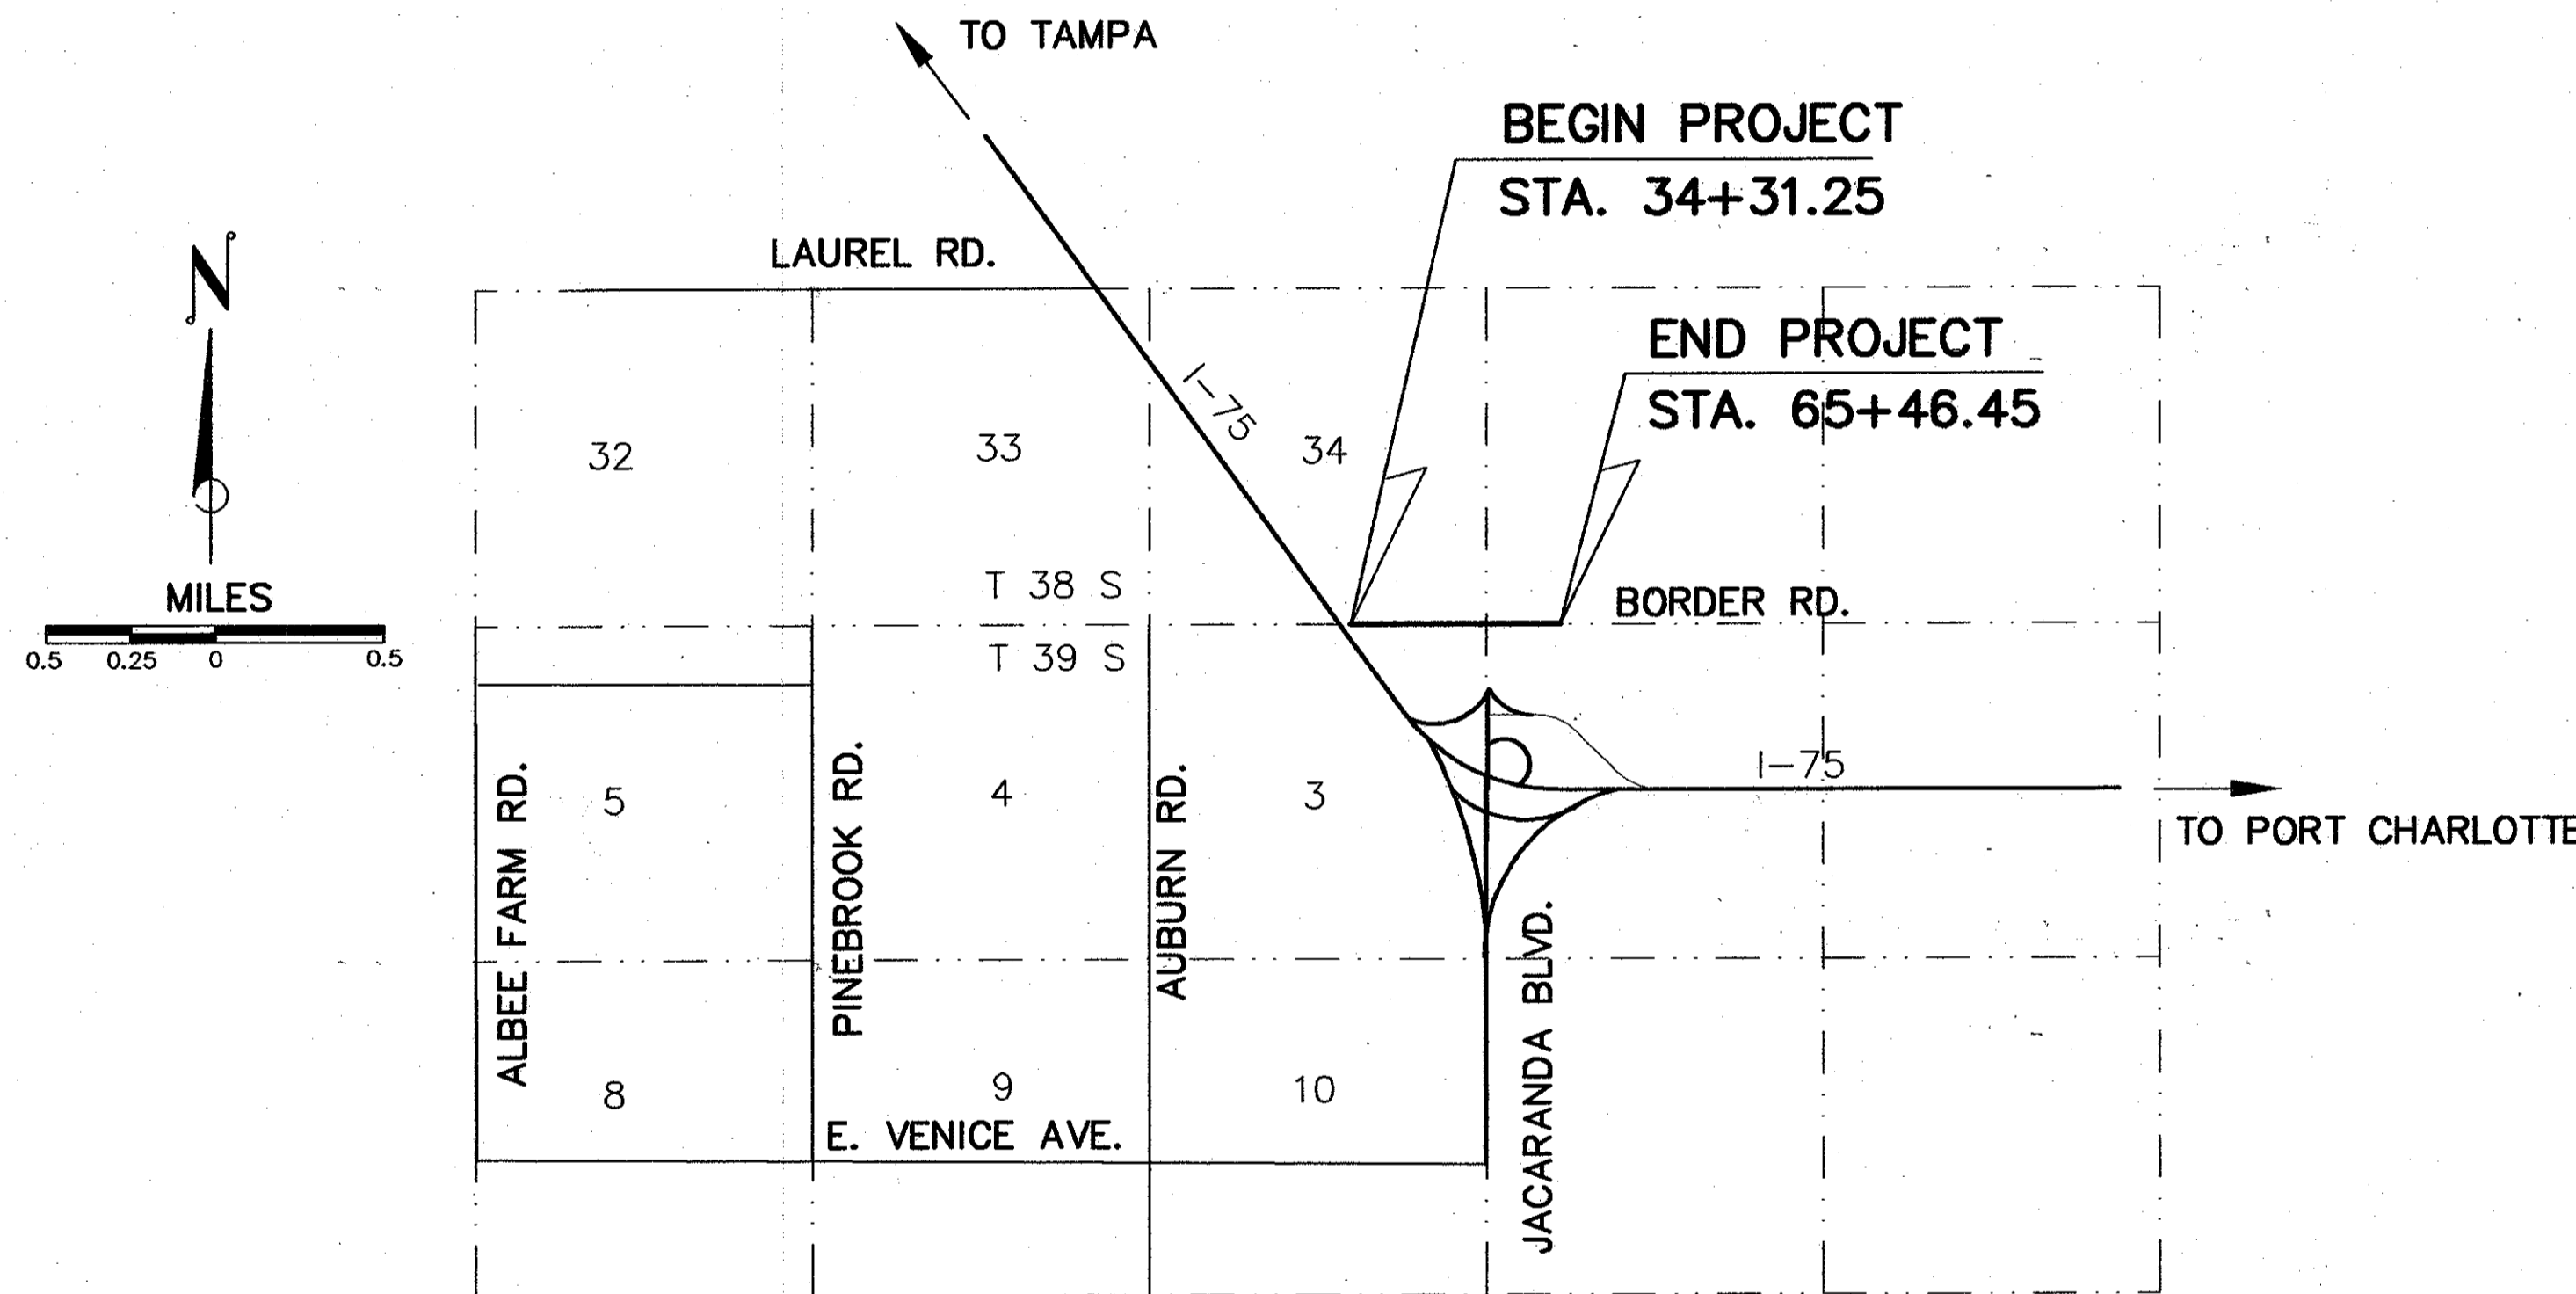 TO TAMPA
BEGIN PROJECT
STA. 34+31.25
N
LAUREL RD.
END PROJECT
STA. 65+46.45
I-75
32
33
34
T 38 S
MILES
0.5 0.25 0 0.5
BORDER RD.
T 39 S
ALBEE FARM RD.
5
PINEBROOK RD.
4
AUBURN RD.
3
I-75
TO PORT CHARLOTTE
JACARANDA BLVD.
8
9
10
E. VENICE AVE.